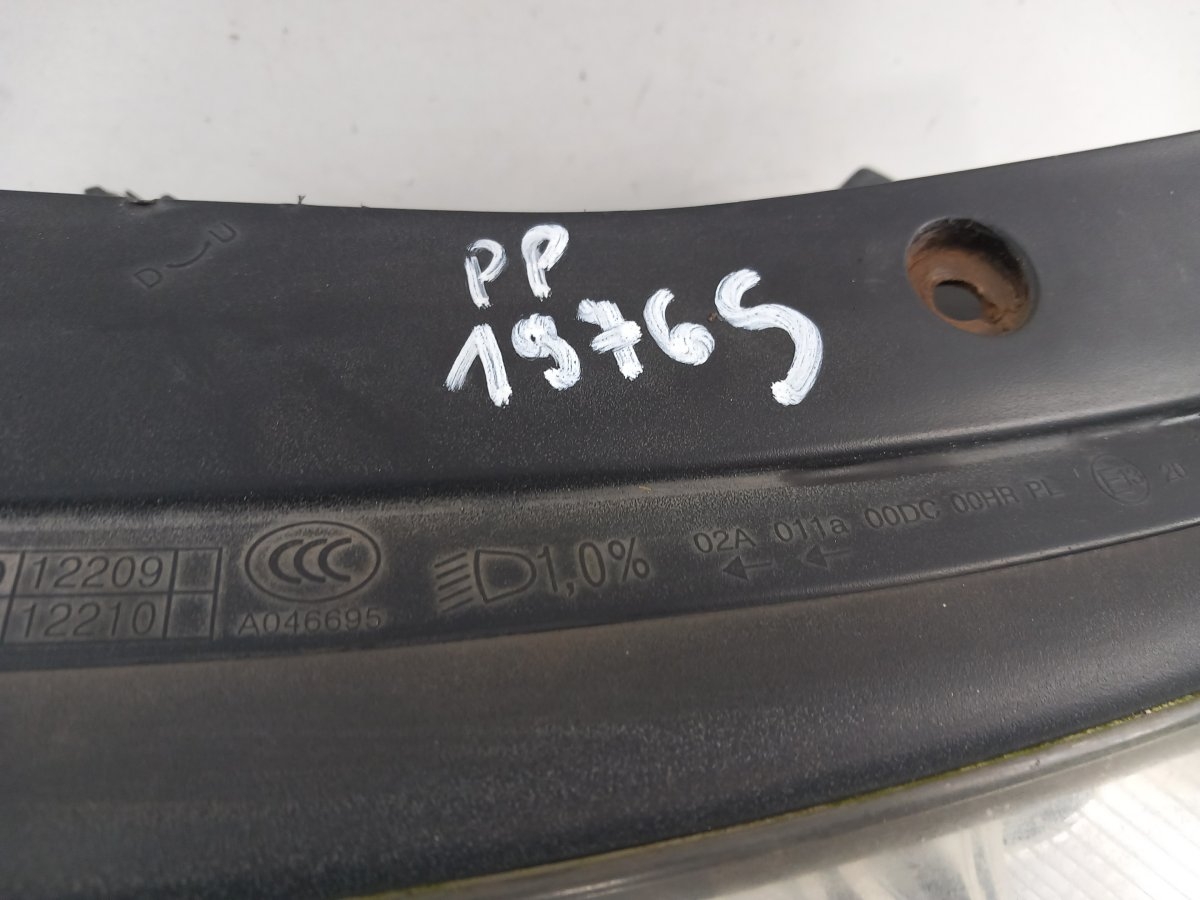 D U
PP
19765
02A 011a 00DC 00HR PL
12209
1,0%
12210
A046695